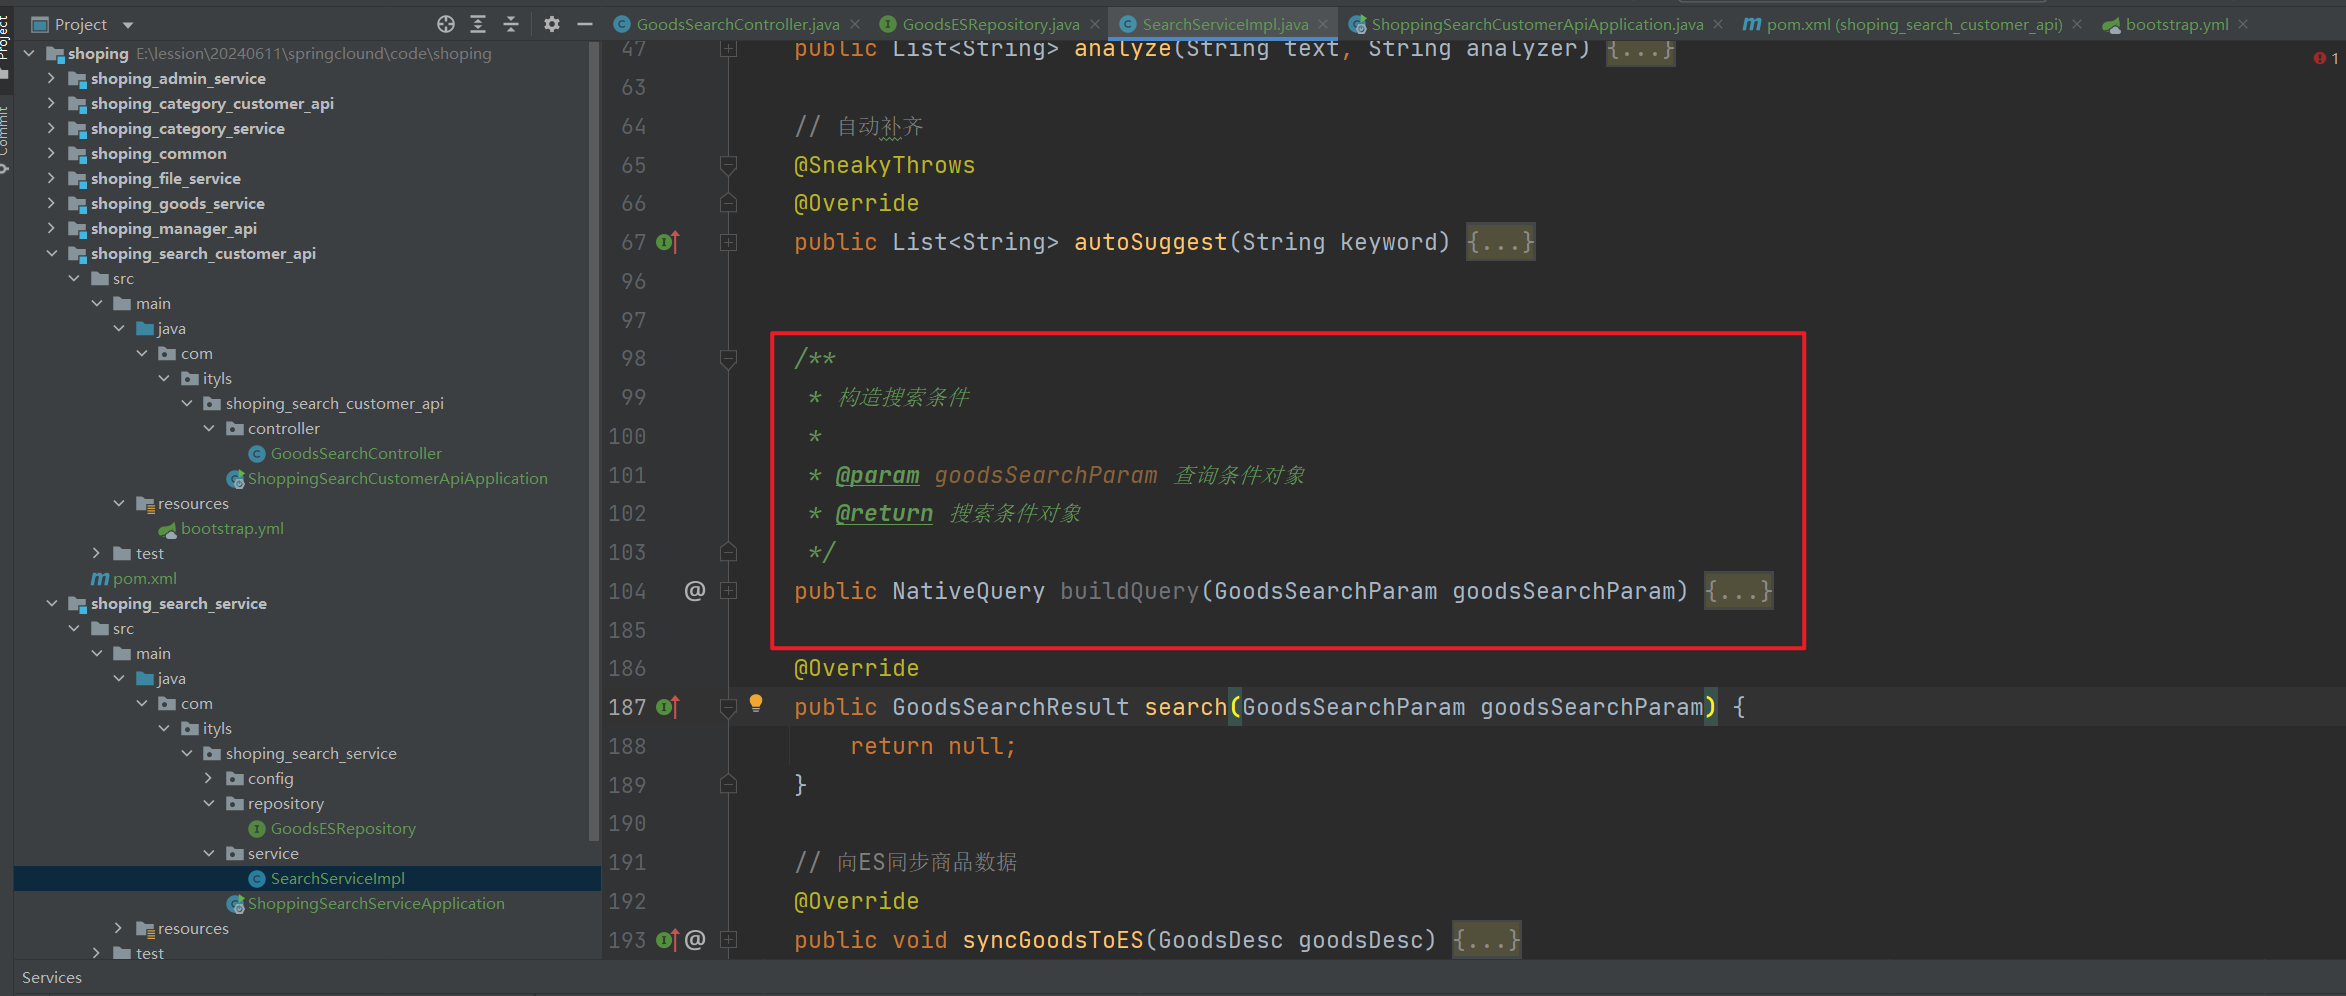 Project
GoodsSearchController.java
GoodsESRepository.java
SearchServiceImpl.java
ShoppingSearchCustomerApiApplication.java
pom.xml (shoping_search_customer_api)
bootstrap.yml
Project
Commit
shoping E:\lession\20240611\springclound\code\shoping
shoping_admin_service
shoping_category_customer_api
shoping_category_service
shoping_common
shoping_file_service
shoping_goods_service
shoping_manager_api
shoping_search_customer_api
src
main
java
com
ityls
shoping_search_customer_api
controller
GoodsSearchController
ShoppingSearchCustomerApiApplication
resources
bootstrap.yml
test
pom.xml
shoping_search_service
src
main
java
com
ityls
shoping_search_service
config
repository
GoodsESRepository
service
SearchServiceImpl
ShoppingSearchServiceApplication
resources
test
Services
47 public List<String> analyze(String text, String analyzer) {...}
1
63
64 // 自动补齐
65 @SneakyThrows
66 @Override
67 public List<String> autoSuggest(String keyword) {...}
96
97
98 /**
99 * 构造搜索条件
100 *
101 * @param goodsSearchParam 查询条件对象
102 * @return 搜索条件对象
103 */
104 @ public NativeQuery buildQuery(GoodsSearchParam goodsSearchParam) {...}
185
186 @Override
187 public GoodsSearchResult search(GoodsSearchParam goodsSearchParam) {
188 return null;
189 }
190
191 // 向ES同步商品数据
192 @Override
193 @ public void syncGoodsToES(GoodsDesc goodsDesc) {...}